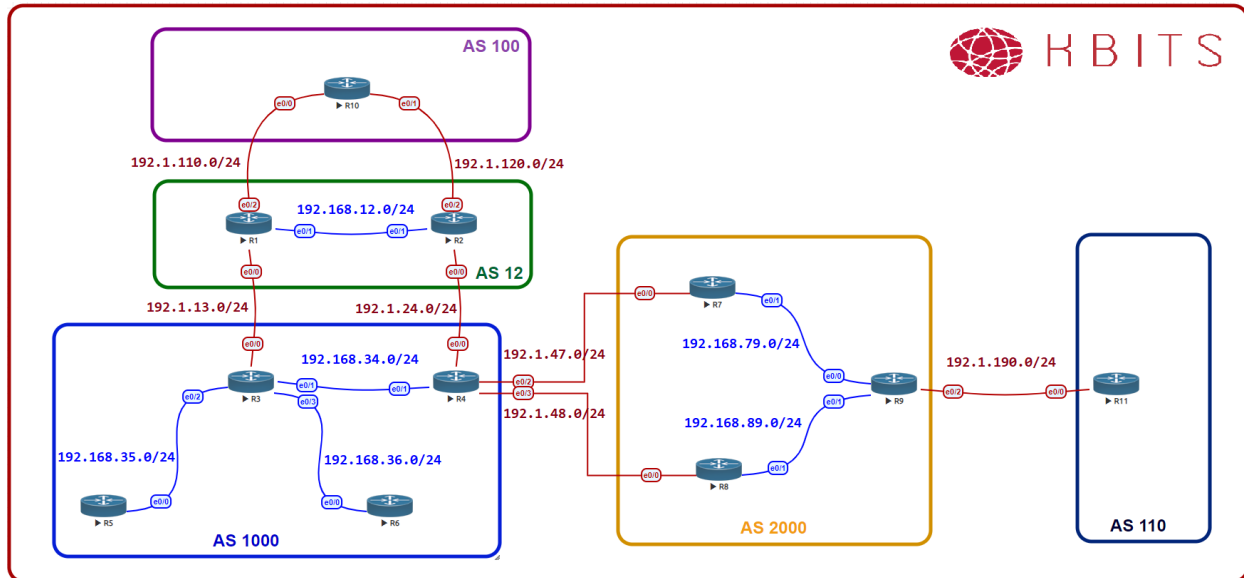 AS 100
KBITS
e0/0
e0/1
▶ R10
192.1.110.0/24
192.1.120.0/24
e0/2
192.168.12.0/24
e0/2
e0/1
e0/1
▶ R1
▶ R2
e0/0
e0/0
AS 12
192.1.13.0/24
192.1.24.0/24
e0/0
e0/0
192.168.34.0/24
e0/1
e0/1
e0/2
▶ R3
e0/3
▶ R4
192.1.47.0/24
e0/2
e0/3
192.1.48.0/24
192.168.35.0/24
192.168.36.0/24
e0/0
▶ R5
e0/0
▶ R6
AS 1000
e0/0
e0/1
▶ R7
192.168.79.0/24
e0/0
192.1.190.0/24
e0/2
e0/0
▶ R9
e0/1
▶ R11
192.168.89.0/24
e0/0
e0/1
▶ R8
AS 2000
AS 110